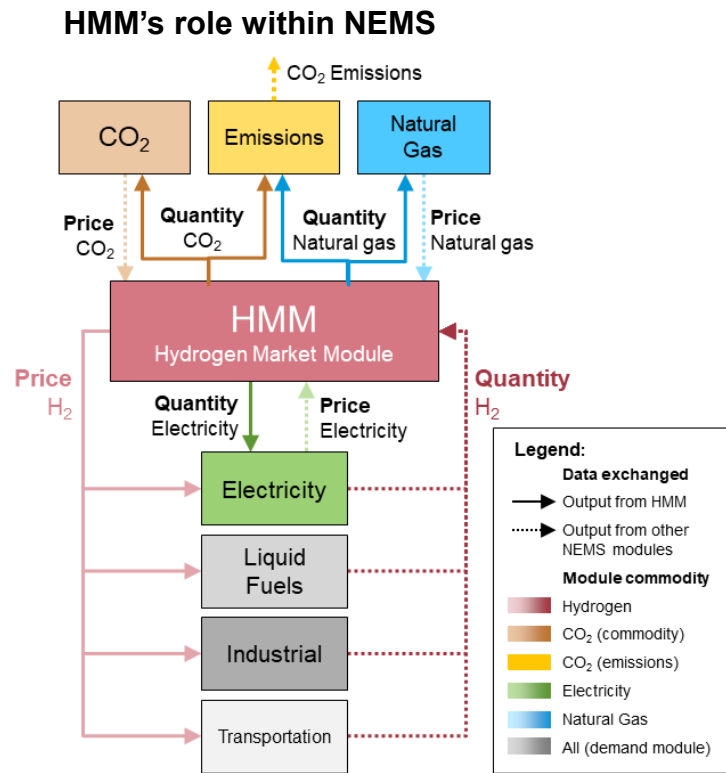 HMM's role within NEMS
CO₂ Emissions
CO₂
Emissions
Natural
Gas
Price
CO₂
Quantity
CO₂
Quantity
Natural gas
Price
Natural gas
HMM
Hydrogen Market Module
Price
H₂
Quantity
Electricity
Price
Electricity
Quantity
H₂
Electricity
Liquid
Fuels
Industrial
Transportation
Legend:
Data exchanged
Output from HMM
Output from other
NEMS modules
Module commodity
Hydrogen
CO₂ (commodity)
CO₂ (emissions)
Electricity
Natural Gas
All (demand module)